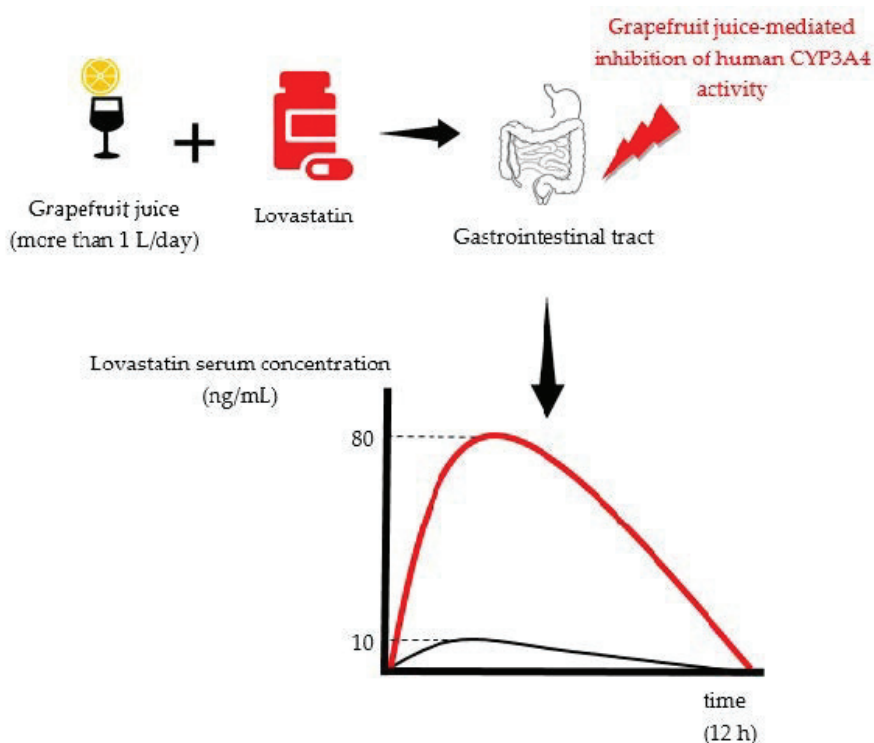 Grapefruit juice-mediated
inhibition of human CYP3A4
activity
+
Grapefruit juice
(more than 1 L/day)
Lovastatin
Gastrointestinal tract
Lovastatin serum concentration
(ng/mL)
80
10
time
(12 h)